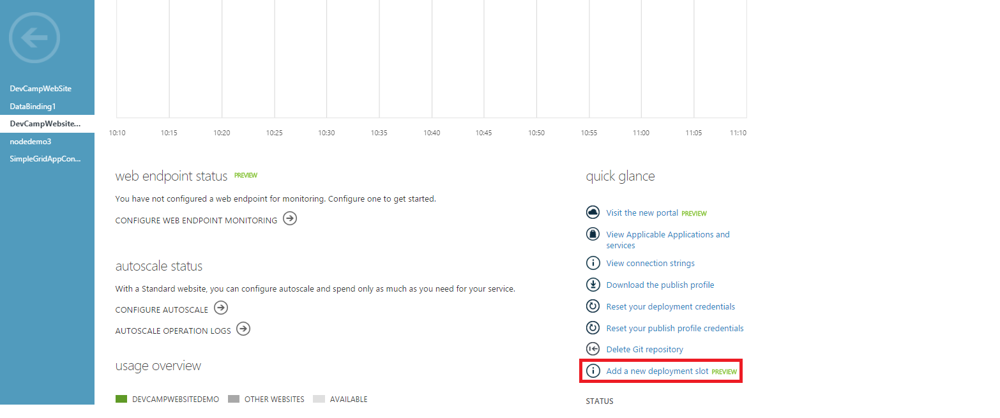 DevCampWebSite
DataBinding1
DevCampWebsite...
nodedemo3
SimpleGridAppCon...
10:10 10:15 10:20 10:25 10:30 10:35 10:40 10:45 10:50 10:55 11:00 11:05 11:10
web endpoint status PREVIEW
You have not configured a web endpoint for monitoring. Configure one to get started.
CONFIGURE WEB ENDPOINT MONITORING
autoscale status
With a Standard website, you can configure autoscale and spend only as much as you need for your service.
CONFIGURE AUTOSCALE
AUTOSCALE OPERATION LOGS
usage overview
DEVCAMPWEBSITEDEMO OTHER WEBSITES AVAILABLE
quick glance
Visit the new portal PREVIEW
View Applicable Applications and
services
View connection strings
Download the publish profile
Reset your deployment credentials
Reset your publish profile credentials
Delete Git repository
Add a new deployment slot PREVIEW
STATUS